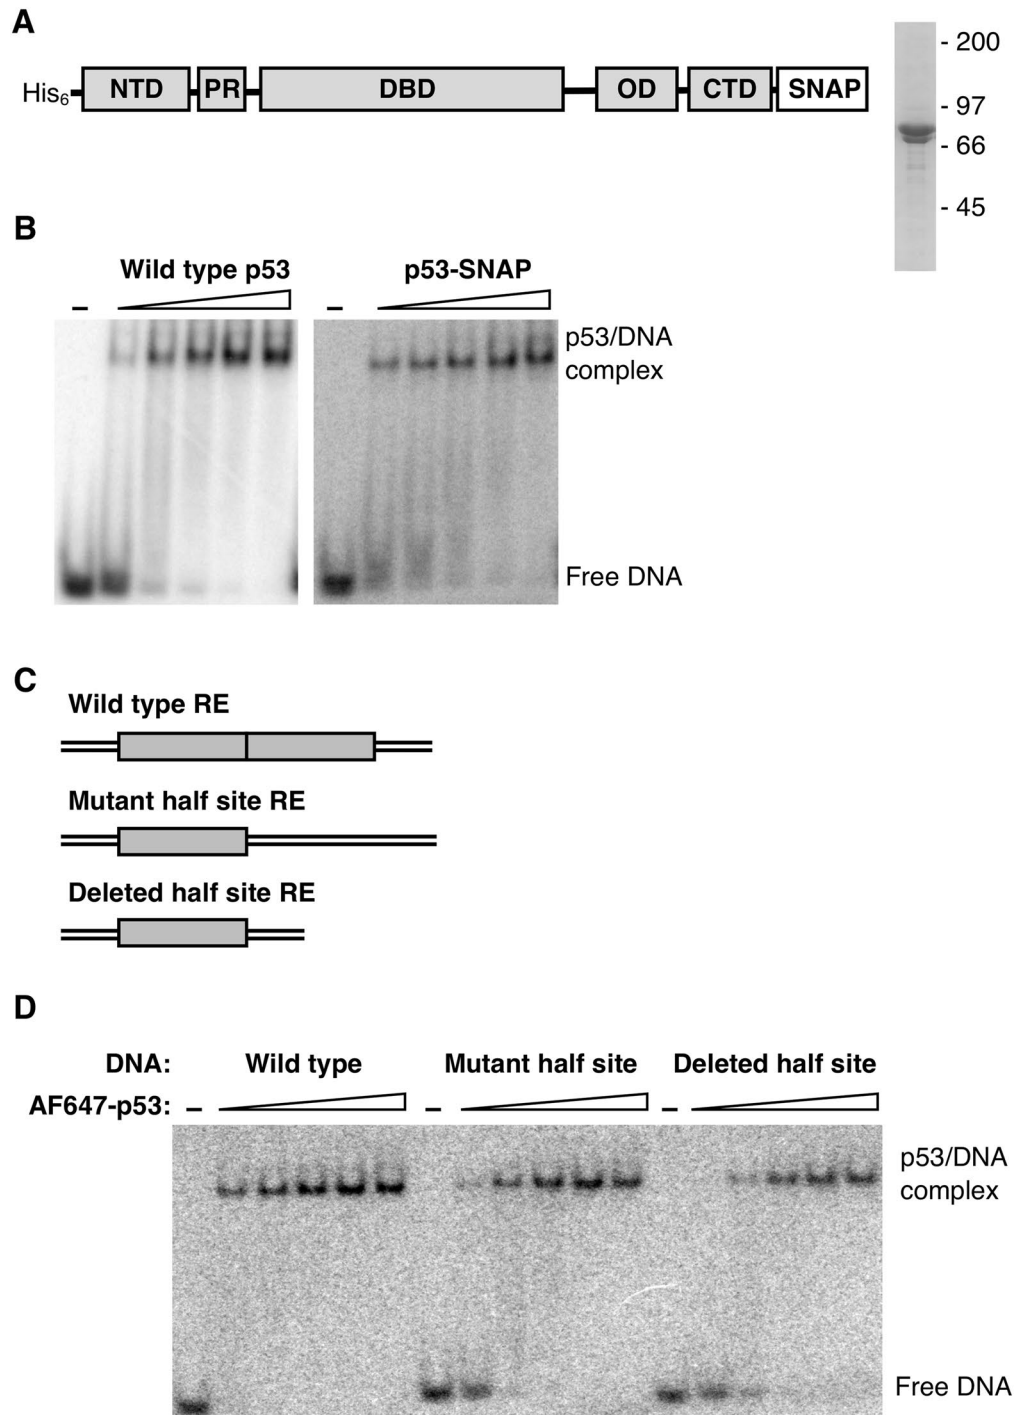 A
His6 NTD PR DBD OD CTD SNAP
- 200
- 97
- 66
- 45
B
Wild type p53 p53-SNAP
– –
p53/DNA
complex
Free DNA
C
Wild type RE
Mutant half site RE
Deleted half site RE
D
DNA: Wild type Mutant half site Deleted half site
AF647-p53: – – –
p53/DNA
complex
Free DNA